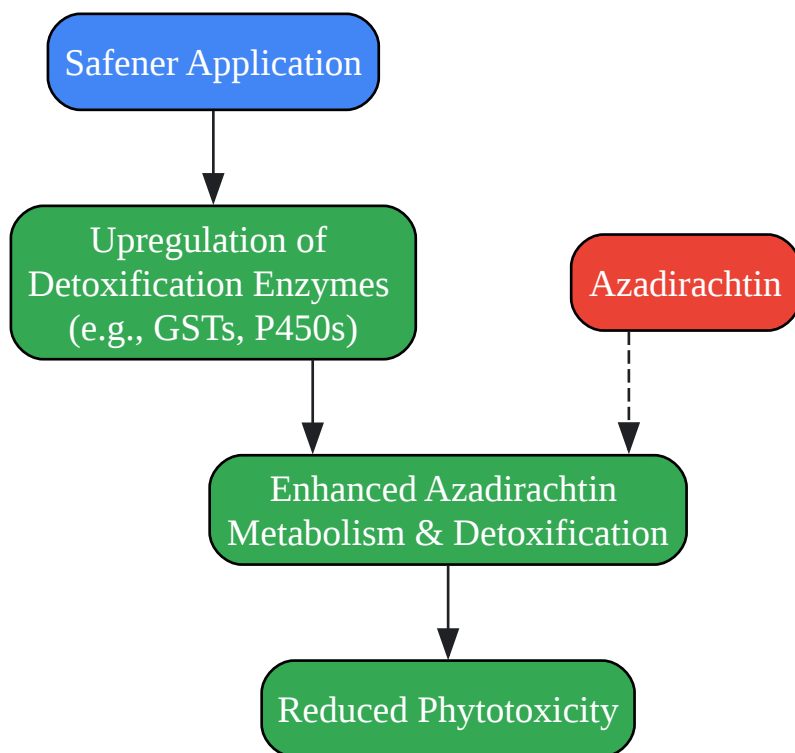 Safener Application
Upregulation of
Detoxification Enzymes
(e.g., GSTs, P450s)
Azadirachtin
Enhanced Azadirachtin
Metabolism & Detoxification
Reduced Phytotoxicity